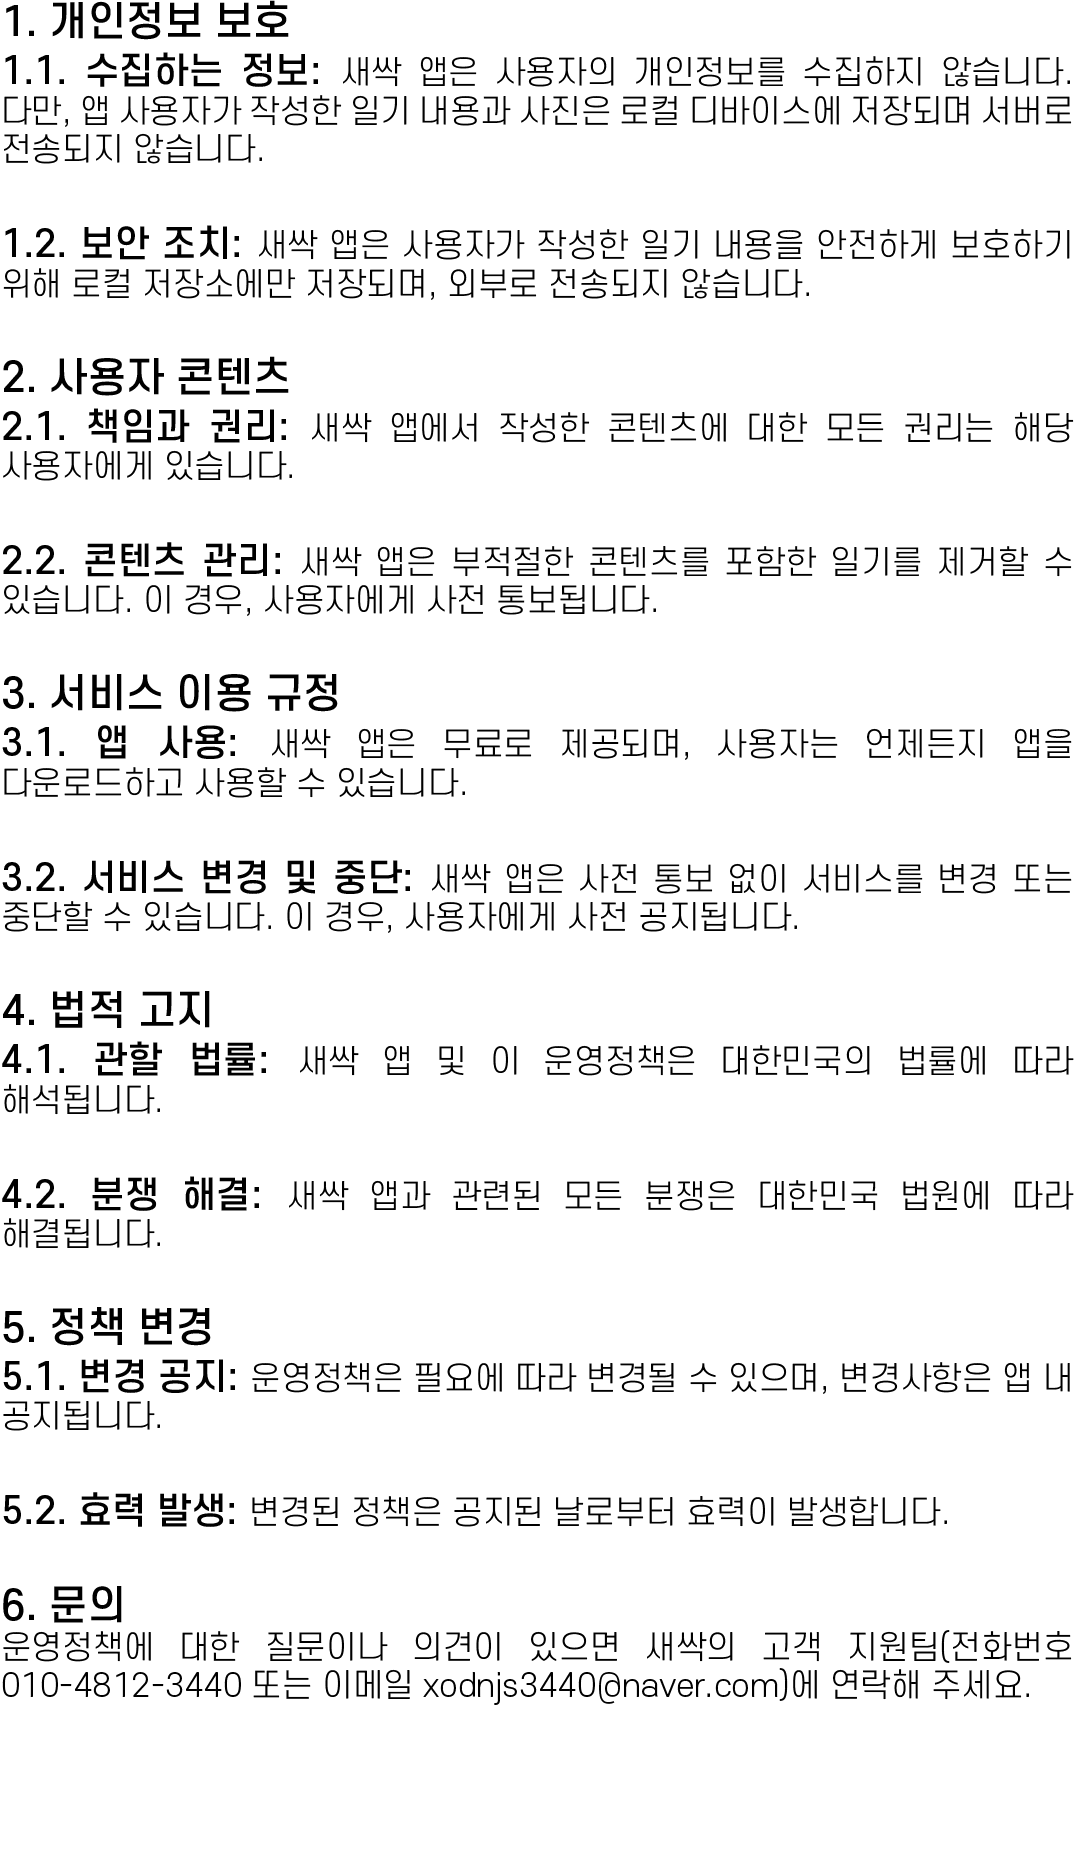 1. 개인정보 보호
1.1. 수집하는 정보: 새싹 앱은 사용자의 개인정보를 수집하지 않습니다.
다만, 앱 사용자가 작성한 일기 내용과 사진은 로컬 디바이스에 저장되며 서버로
전송되지 않습니다.
1.2. 보안 조치: 새싹 앱은 사용자가 작성한 일기 내용을 안전하게 보호하기
위해 로컬 저장소에만 저장되며, 외부로 전송되지 않습니다.
2. 사용자 콘텐츠
2.1. 책임과 권리: 새싹 앱에서 작성한 콘텐츠에 대한 모든 권리는 해당
사용자에게 있습니다.
2.2. 콘텐츠 관리: 새싹 앱은 부적절한 콘텐츠를 포함한 일기를 제거할 수
있습니다. 이 경우, 사용자에게 사전 통보됩니다.
3. 서비스 이용 규정
3.1. 앱 사용: 새싹 앱은 무료로 제공되며, 사용자는 언제든지 앱을
다운로드하고 사용할 수 있습니다.
3.2. 서비스 변경 및 중단: 새싹 앱은 사전 통보 없이 서비스를 변경 또는
중단할 수 있습니다. 이 경우, 사용자에게 사전 공지됩니다.
4. 법적 고지
4.1. 관할 법률: 새싹 앱 및 이 운영정책은 대한민국의 법률에 따라
해석됩니다.
4.2. 분쟁 해결: 새싹 앱과 관련된 모든 분쟁은 대한민국 법원에 따라
해결됩니다.
5. 정책 변경
5.1. 변경 공지: 운영정책은 필요에 따라 변경될 수 있으며, 변경사항은 앱 내
공지됩니다.
5.2. 효력 발생: 변경된 정책은 공지된 날로부터 효력이 발생합니다.
6. 문의
운영정책에 대한 질문이나 의견이 있으면 새싹의 고객 지원팀(전화번호
010-4812-3440 또는 이메일 xodnjs3440@naver.com)에 연락해 주세요.